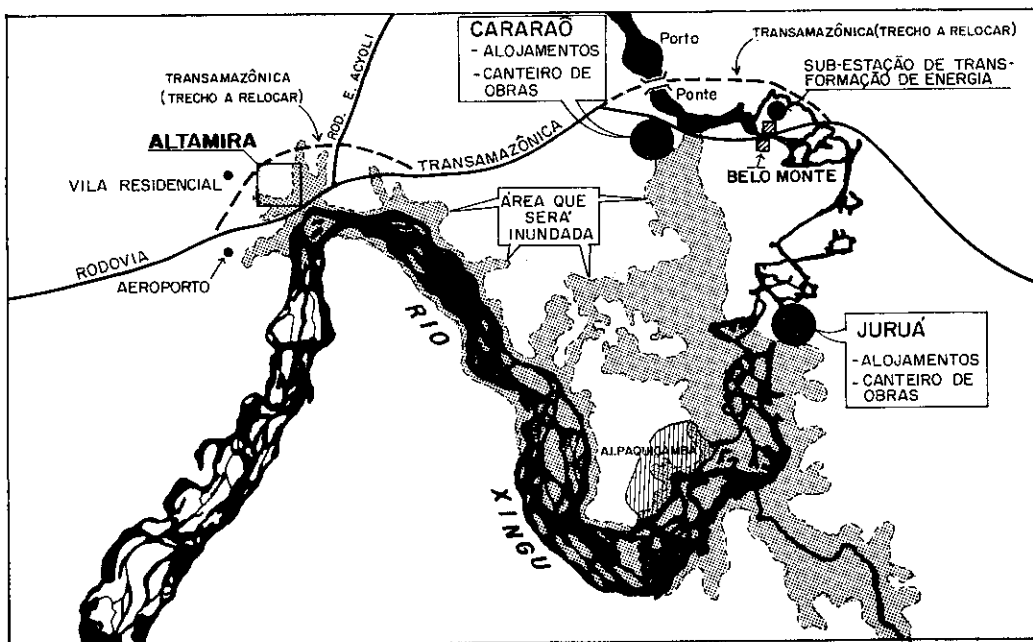 CARARAÔ
- ALOJAMENTOS
- CANTEIRO DE
OBRAS
Porto
Ponte
TRANSAMAZÔNICA (TRECHO A RELOCAR)
SUB-ESTAÇÃO DE TRANS-
FORMAÇÃO DE ENERGIA
ROD. E. ACYOLI
TRANSAMAZÔNICA
(TRECHO A RELOCAR)
ALTAMIRA
VILA RESIDENCIAL
TRANSAMAZÔNICA
BELO MONTE
ÁREA QUE
SERÁ
INUNDADA
RODOVIA
AEROPORTO
RIO
JURUÁ
- ALOJAMENTOS
- CANTEIRO DE
OBRAS
A.I. PAQUIÇAMBA
XINGU